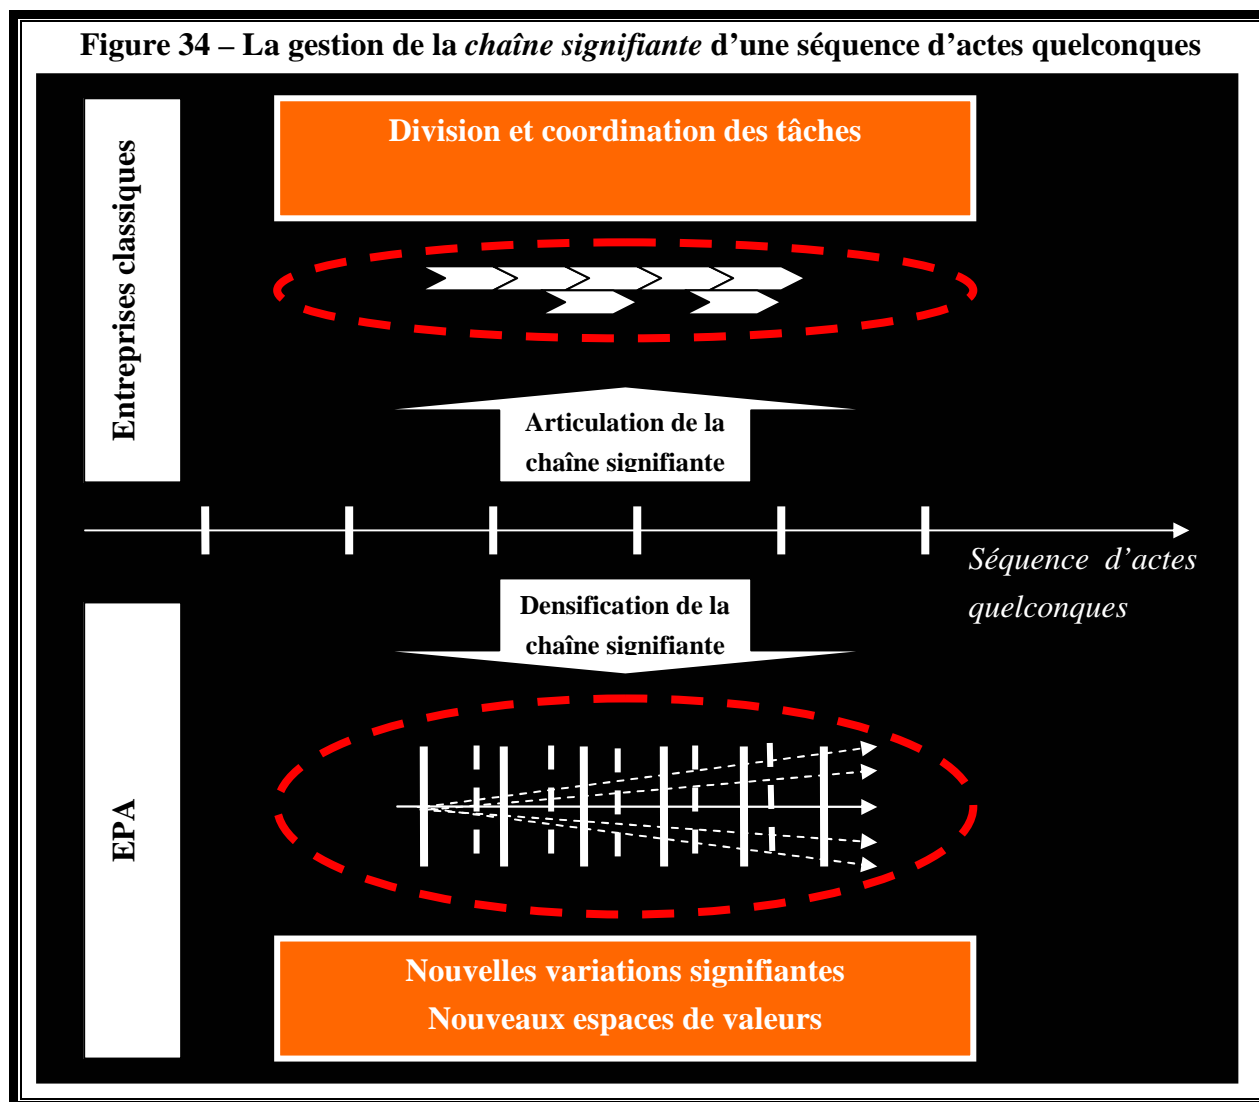 Figure 34 – La gestion de la chaîne signifiante d’une séquence d’actes quelconques
Entreprises classiques
Division et coordination des tâches
Articulation de la
chaîne signifiante
Séquence d’actes
quelconques
Densification de la
chaîne signifiante
EPA
Nouvelles variations signifiantes
Nouveaux espaces de valeurs